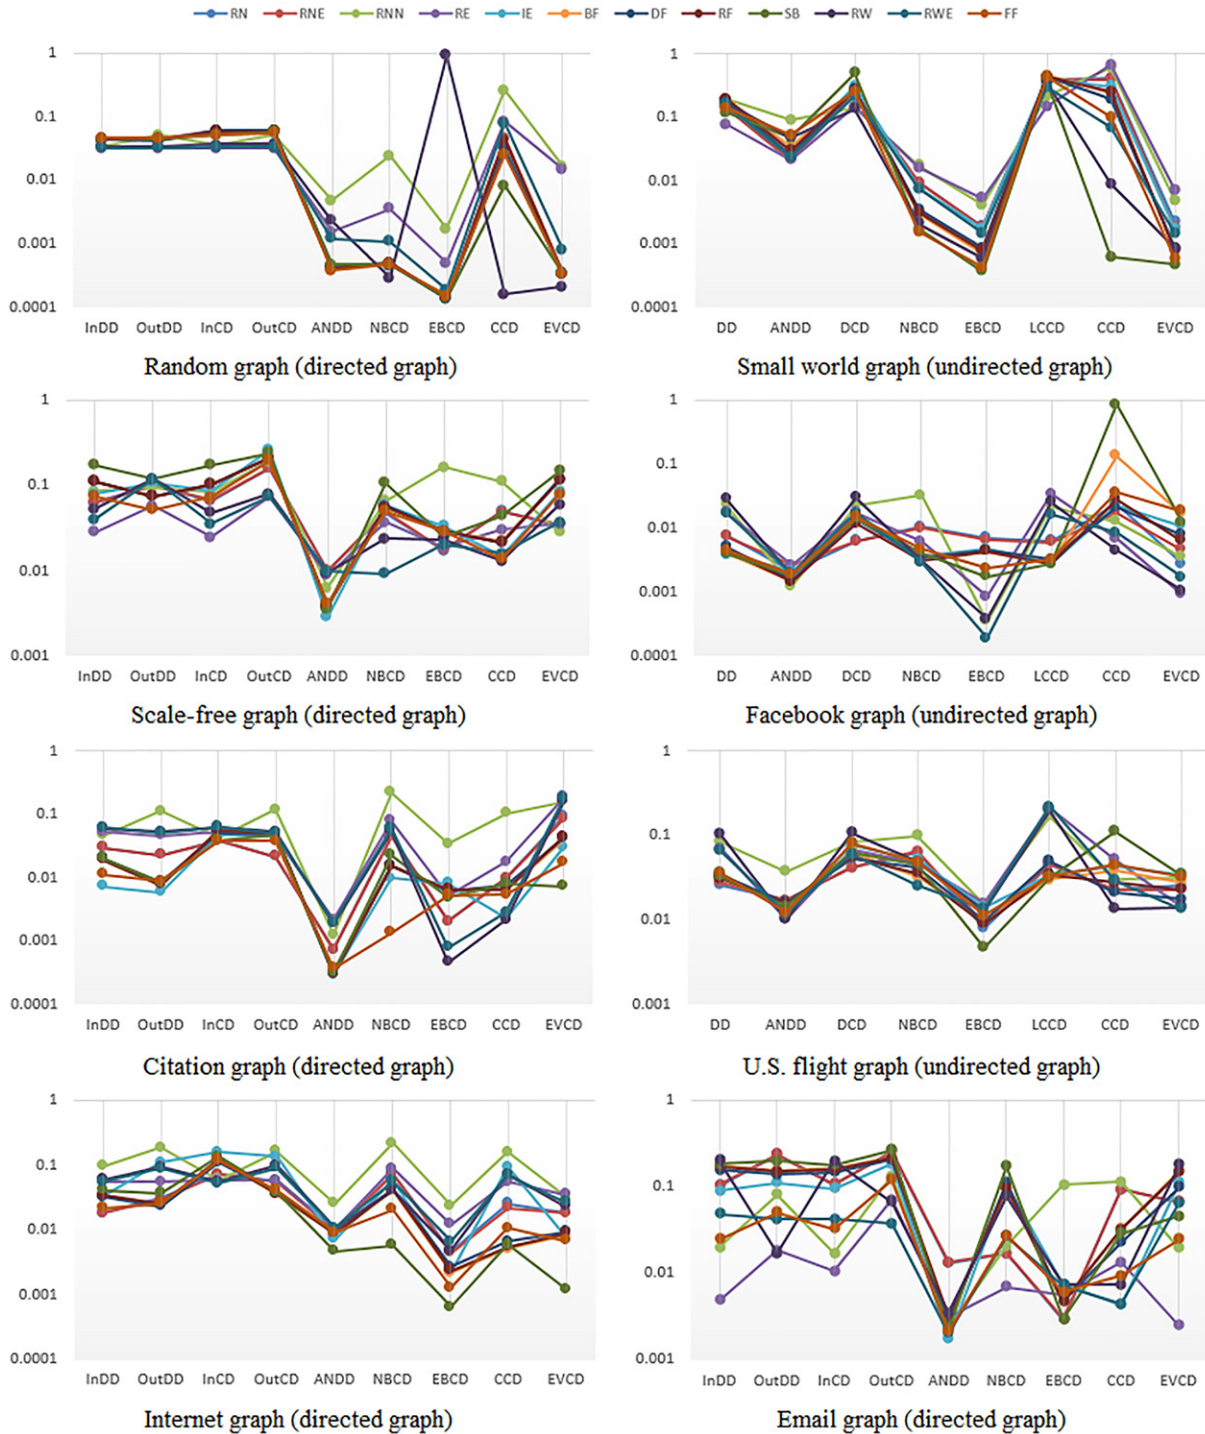 RN RNE RNN RE IE BF DF RF SB RW RWE FF
1
0.1
0.01
0.001
0.0001
InDD OutDD InCD OutCD ANDD NBCD EBCD CCD EVCD
Random graph (directed graph)
1
0.1
0.01
0.001
0.0001
DD ANDD DCD NBCD EBCD LCCD CCD EVCD
Small world graph (undirected graph)
1
0.1
0.01
0.001
InDD OutDD InCD OutCD ANDD NBCD EBCD CCD EVCD
Scale-free graph (directed graph)
1
0.1
0.01
0.001
0.0001
DD ANDD DCD NBCD EBCD LCCD CCD EVCD
Facebook graph (undirected graph)
1
0.1
0.01
0.001
0.0001
InDD OutDD InCD OutCD ANDD NBCD EBCD CCD EVCD
Citation graph (directed graph)
1
0.1
0.01
0.001
DD ANDD DCD NBCD EBCD LCCD CCD EVCD
U.S. flight graph (undirected graph)
1
0.1
0.01
0.001
0.0001
InDD OutDD InCD OutCD ANDD NBCD EBCD CCD EVCD
Internet graph (directed graph)
1
0.1
0.01
0.001
InDD OutDD InCD OutCD ANDD NBCD EBCD CCD EVCD
Email graph (directed graph)